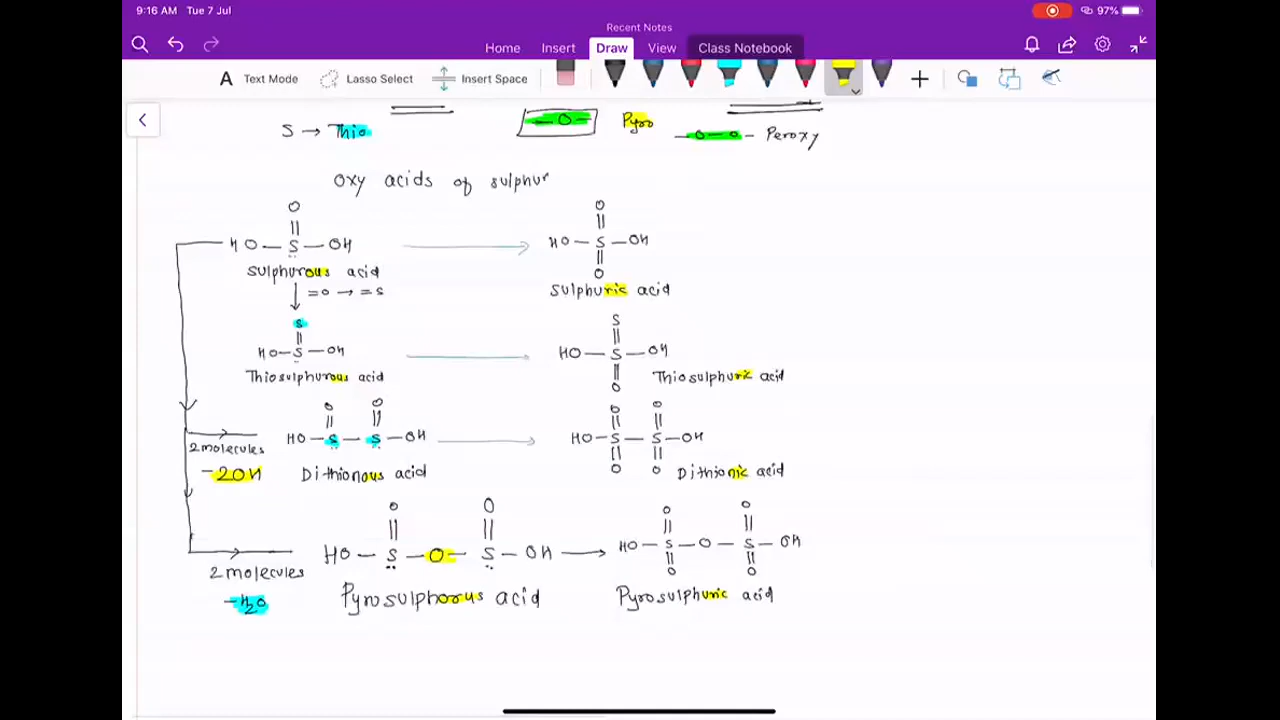 9:16 AM Tue 7 Jul
97%
Recent Notes
Home Insert Draw View Class Notebook
A Text Mode Lasso Select Insert Space
S → Thio
—O— Pyro
—O—O— Peroxy
Oxy acids of sulphur
O O
|| ||
HO—S—OH HO—S—OH
||
O
Sulphurous acid Sulphuric acid
=O → =S
S S
|| ||
HO—S—OH HO—S—OH
||
O
Thiosulphurous acid Thiosulphuric acid
O O O O
|| || || ||
HO—S—S—OH HO—S—S—OH
|| ||
O O
2 molecules
-2OH Dithionous acid Dithionic acid
O O O O
|| || || ||
HO—S—O—S—OH HO—S—O—S—OH
|| ||
O O
2 molecules
-H2O Pyrosulphorus acid Pyrosulphuric acid